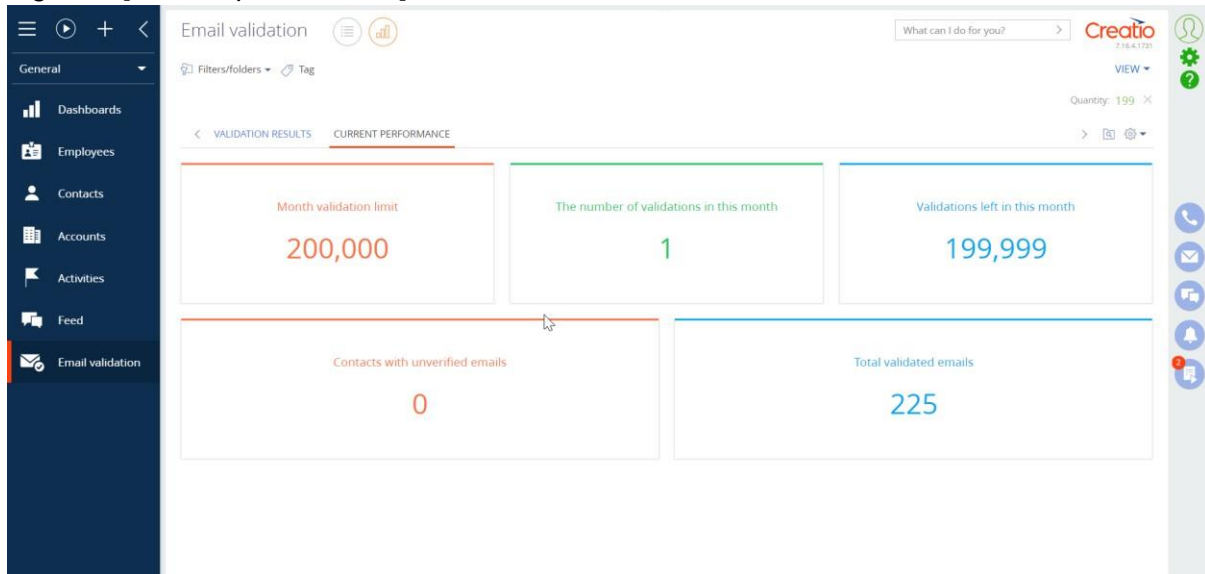 Email validation
What can I do for you?
Creatio
7.16.4.1731
General
Filters/folders
Tag
VIEW
Quantity: 199
Dashboards
Employees
Contacts
Accounts
Activities
Feed
Email validation
VALIDATION RESULTS
CURRENT PERFORMANCE
Month validation limit
200,000
The number of validations in this month
1
Validations left in this month
199,999
Contacts with unverified emails
0
Total validated emails
225
2